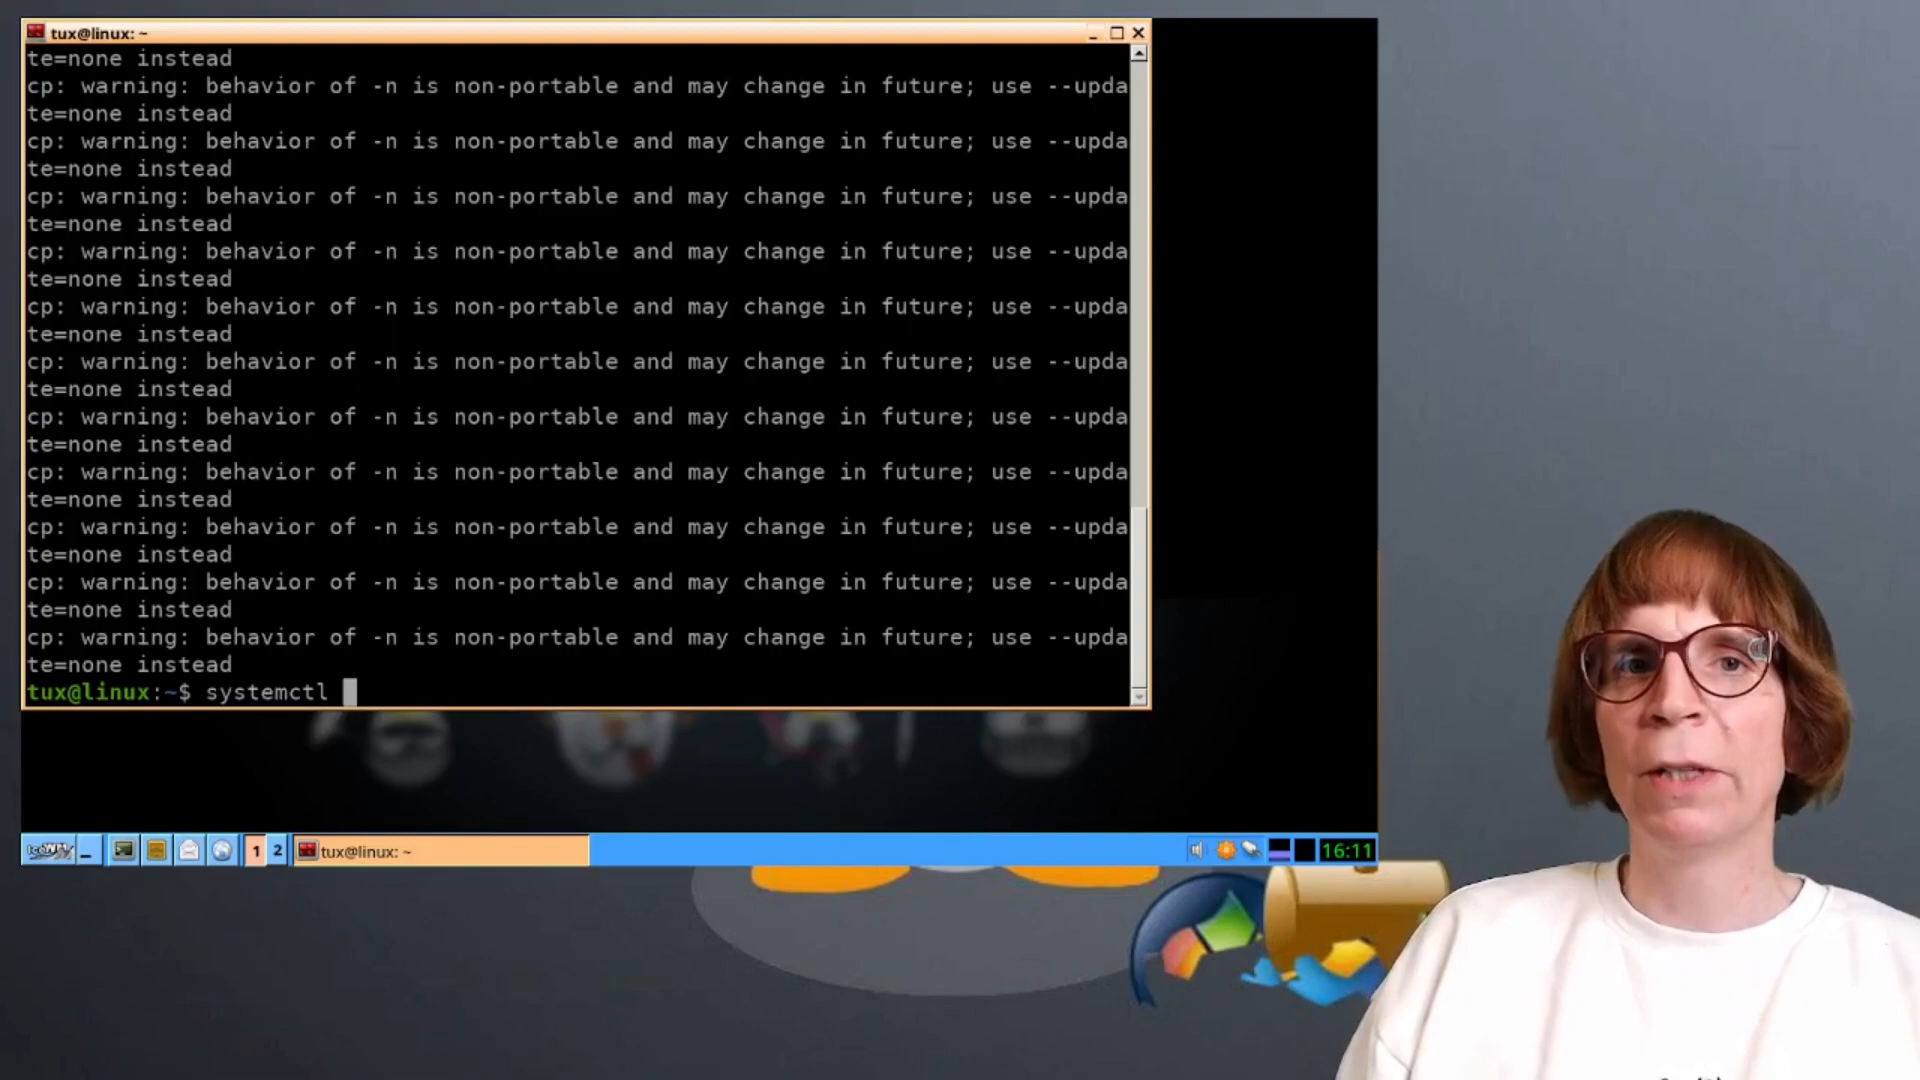 tux@linux: ~
te=none instead
cp: warning: behavior of -n is non-portable and may change in future; use --upda
te=none instead
cp: warning: behavior of -n is non-portable and may change in future; use --upda
te=none instead
cp: warning: behavior of -n is non-portable and may change in future; use --upda
te=none instead
cp: warning: behavior of -n is non-portable and may change in future; use --upda
te=none instead
cp: warning: behavior of -n is non-portable and may change in future; use --upda
te=none instead
cp: warning: behavior of -n is non-portable and may change in future; use --upda
te=none instead
cp: warning: behavior of -n is non-portable and may change in future; use --upda
te=none instead
cp: warning: behavior of -n is non-portable and may change in future; use --upda
te=none instead
cp: warning: behavior of -n is non-portable and may change in future; use --upda
te=none instead
cp: warning: behavior of -n is non-portable and may change in future; use --upda
te=none instead
cp: warning: behavior of -n is non-portable and may change in future; use --upda
te=none instead
tux@linux:~$ systemctl
IceWM 1 2 tux@linux: ~ 16:11